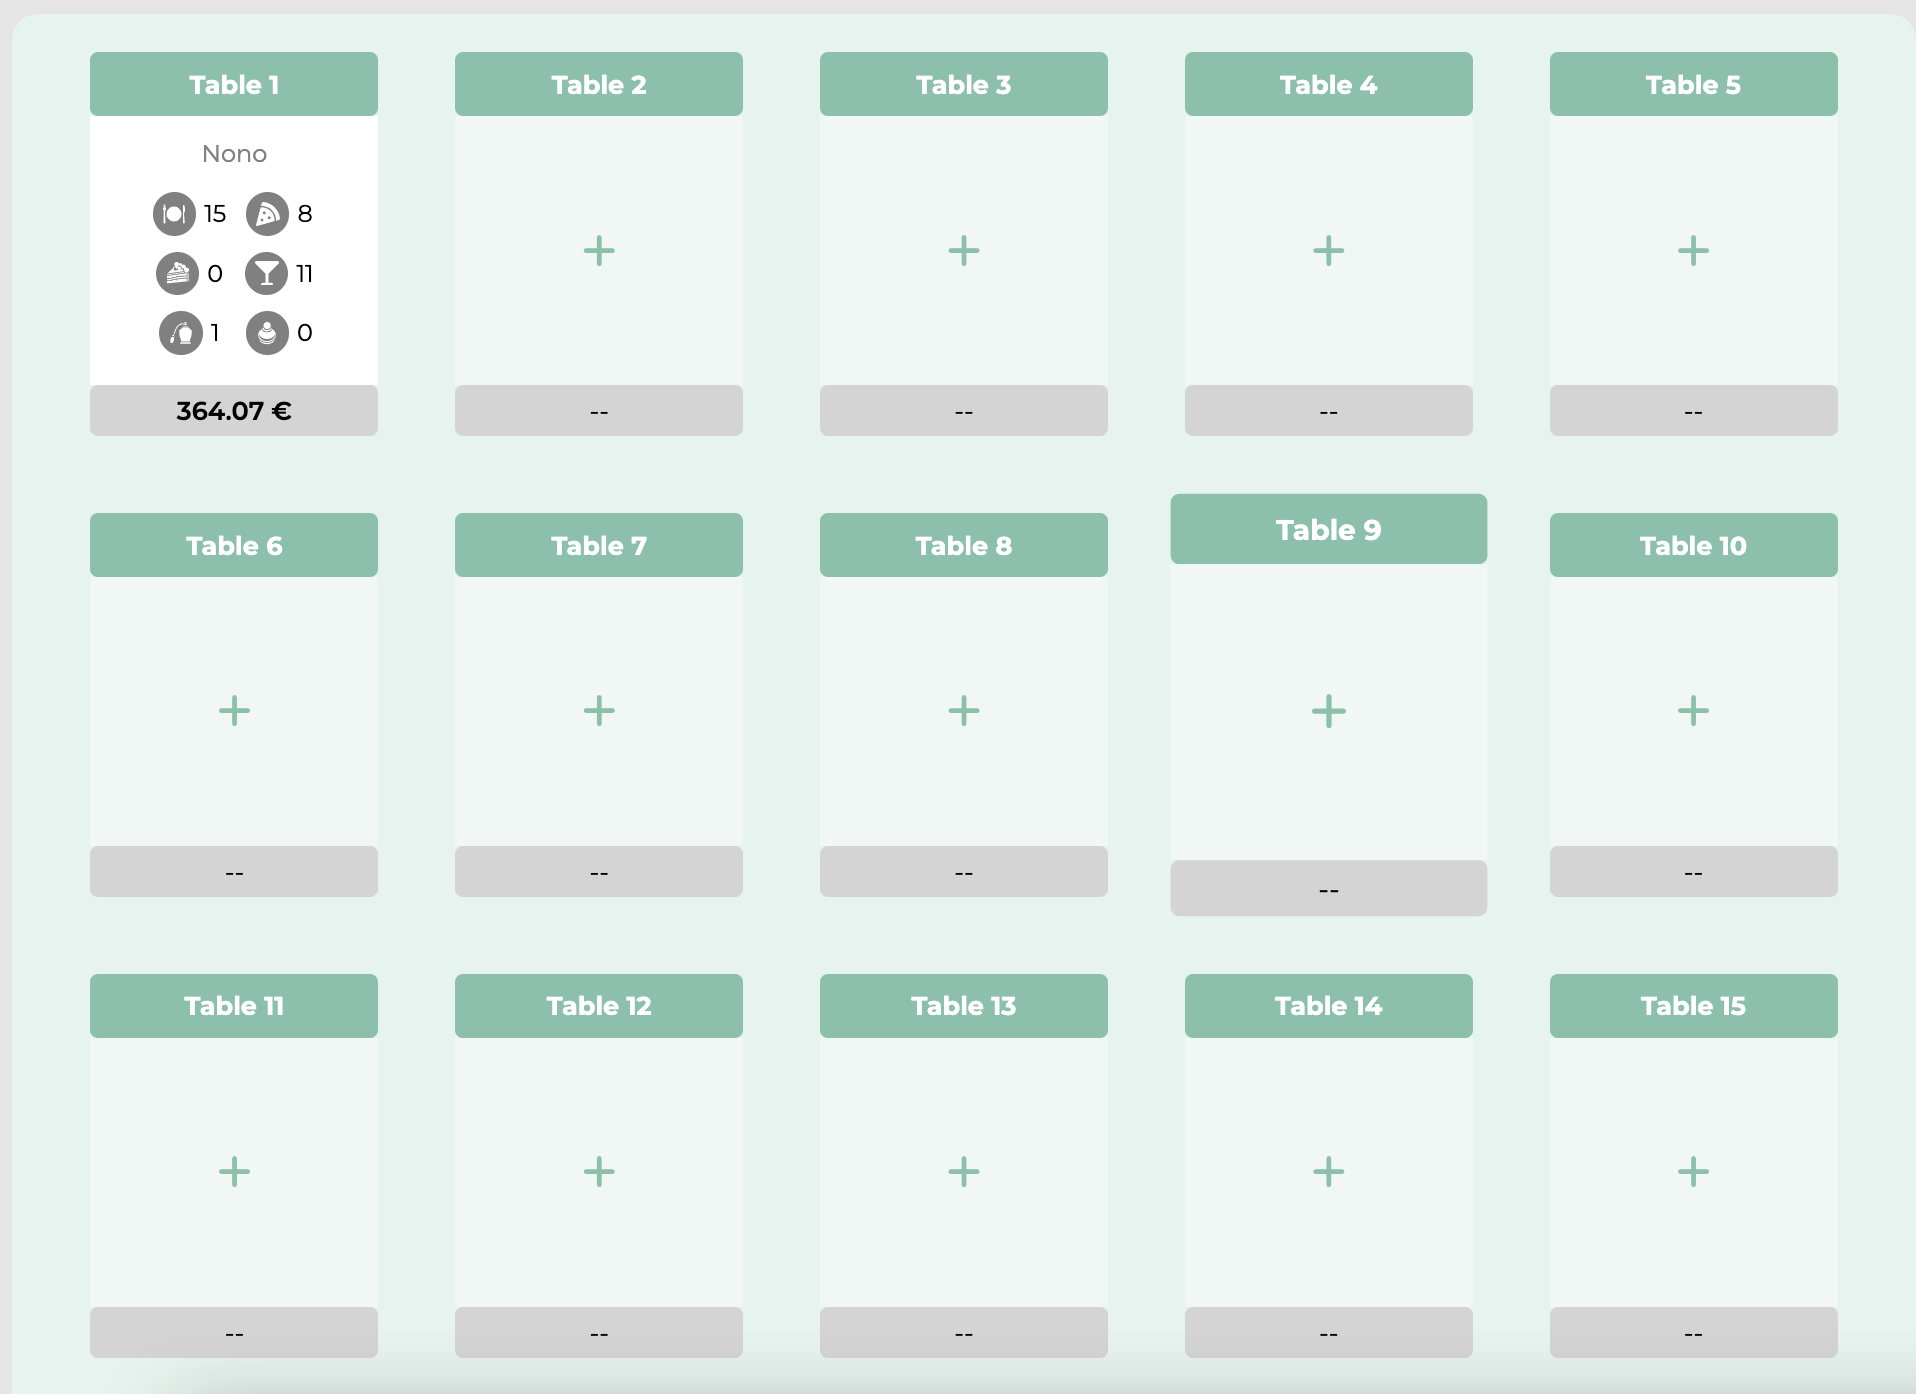 Table 1
Table 2
Table 3
Table 4
Table 5
Nono
15
8
0
11
1
0
364.07 €
--
--
--
--
Table 6
Table 7
Table 8
Table 9
Table 10
--
--
--
--
--
Table 11
Table 12
Table 13
Table 14
Table 15
--
--
--
--
--